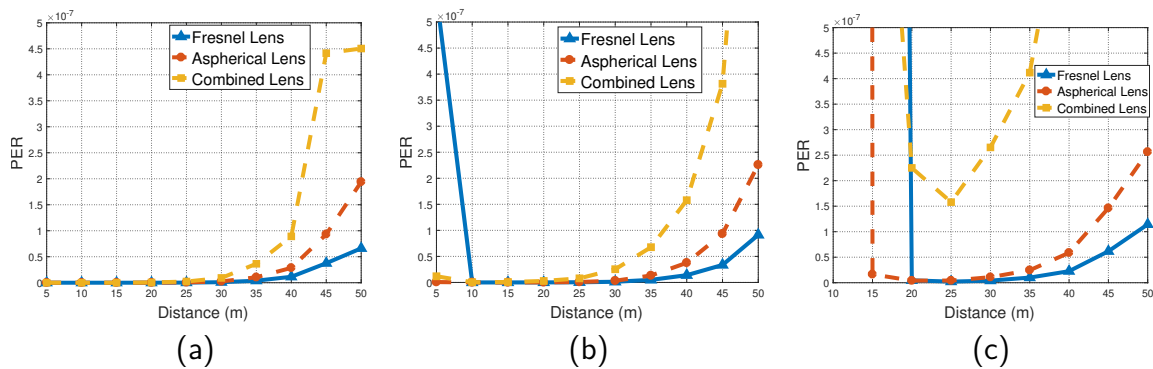 ×10⁻⁷
5
4.5
4
3.5
3
2.5
2
1.5
1
0.5
0
PER
Fresnel Lens
Aspherical Lens
Combined Lens
5 10 15 20 25 30 35 40 45 50
Distance (m)
(a)
×10⁻⁷
5
4.5
4
3.5
3
2.5
2
1.5
1
0.5
0
PER
Fresnel Lens
Aspherical Lens
Combined Lens
5 10 15 20 25 30 35 40 45 50
Distance (m)
(b)
×10⁻⁷
5
4.5
4
3.5
3
2.5
2
1.5
1
0.5
0
PER
Fresnel Lens
Aspherical Lens
Combined Lens
10 15 20 25 30 35 40 45 50
Distance (m)
(c)